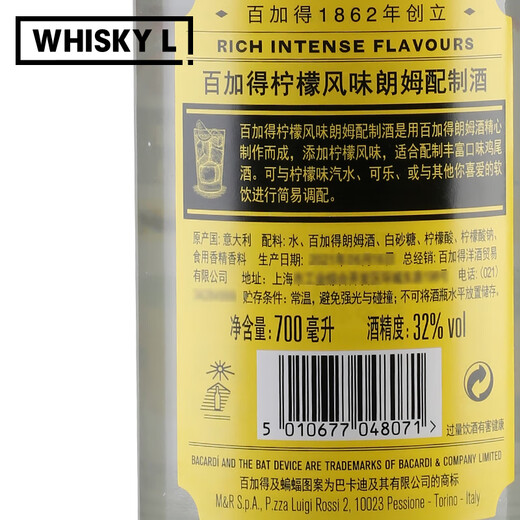 WHISKY L
百加得1862年创立
RICH INTENSE FLAVOURS
百加得柠檬风味朗姆配制酒
百加得柠檬风味朗姆配制酒是用百加得朗姆酒精心
制作而成，添加柠檬风味，适合配制丰富口味鸡尾
酒。可与柠檬味汽水、可乐、或与其他你喜爱的软
饮进行简易调配。
原产国: 意大利 配料: 水、百加得朗姆酒、白砂糖、柠檬酸、柠檬酸钠、
食用香精香料 生产日期: 总经销: 百加得洋酒贸易
有限公司 地址: 上海 电话: (021)
贮存条件: 常温，避免强光与碰撞; 不可将酒瓶水平放置储存。
净含量: 700 毫升 酒精度: 32% vol
5 010677 048071 >
过量饮酒有害健康
BACARDÍ AND THE BAT DEVICE ARE TRADEMARKS OF BACARDI & COMPANY LIMITED
百加得及蝙蝠图案为巴卡迪及其有限公司的商标
M&R S.p.A., P.zza Luigi Rossi 2, 10023 Pessione - Torino - Italy